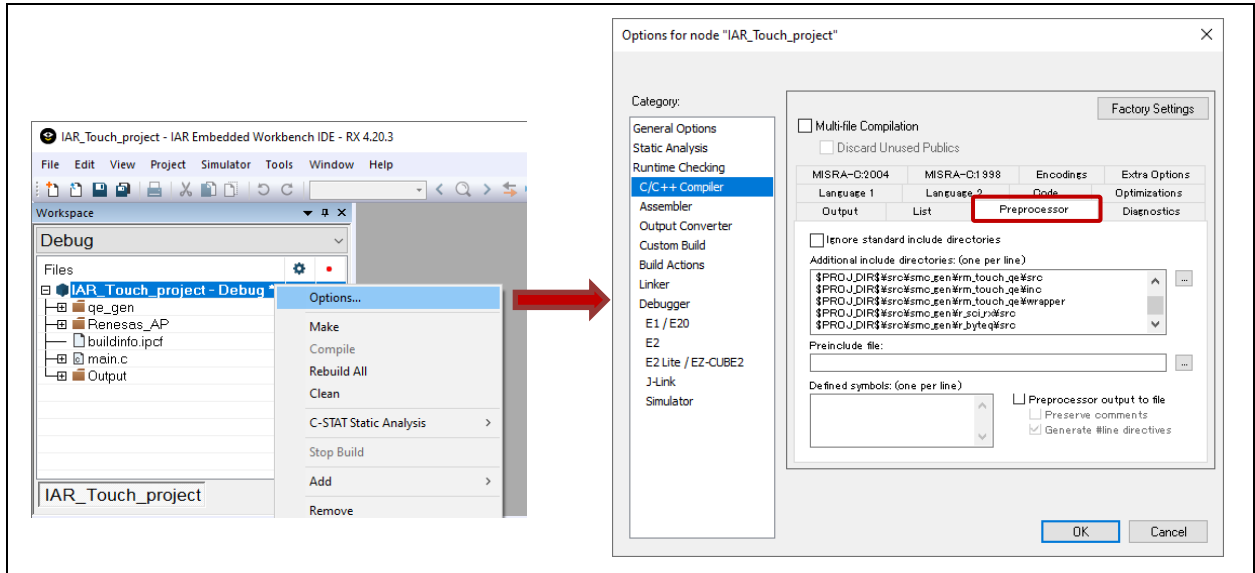 IAR_Touch_project - IAR Embedded Workbench IDE - RX 4.20.3
File Edit View Project Simulator Tools Window Help
Workspace
Debug
Files
IAR_Touch_project - Debug *
qe_gen
Renesas_AP
buildinfo.ipcf
main.c
Output
IAR_Touch_project
Options...
Make
Compile
Rebuild All
Clean
C-STAT Static Analysis
Stop Build
Add
Remove
Options for node "IAR_Touch_project"
Category:
General Options
Static Analysis
Runtime Checking
C/C++ Compiler
Assembler
Output Converter
Custom Build
Build Actions
Linker
Debugger
E1 / E20
E2
E2 Lite / EZ-CUBE2
J-Link
Simulator
Factory Settings
Multi-file Compilation
Discard Unused Publics
MISRA-C:2004 MISRA-C:1998 Encodings Extra Options
Language 1 Language 2 Code Optimizations
Output List Preprocessor Diagnostics
Ignore standard include directories
Additional include directories: (one per line)
$PROJ_DIR$¥src¥smc_gen¥rm_touch_qe¥src
$PROJ_DIR$¥src¥smc_gen¥rm_touch_qe¥inc
$PROJ_DIR$¥src¥smc_gen¥rm_touch_qe¥wrapper
$PROJ_DIR$¥src¥smc_gen¥r_sci_rx¥src
$PROJ_DIR$¥src¥smc_gen¥r_byteq¥src
...
Preinclude file:
...
Defined symbols: (one per line)
Preprocessor output to file
Preserve comments
Generate #line directives
OK Cancel